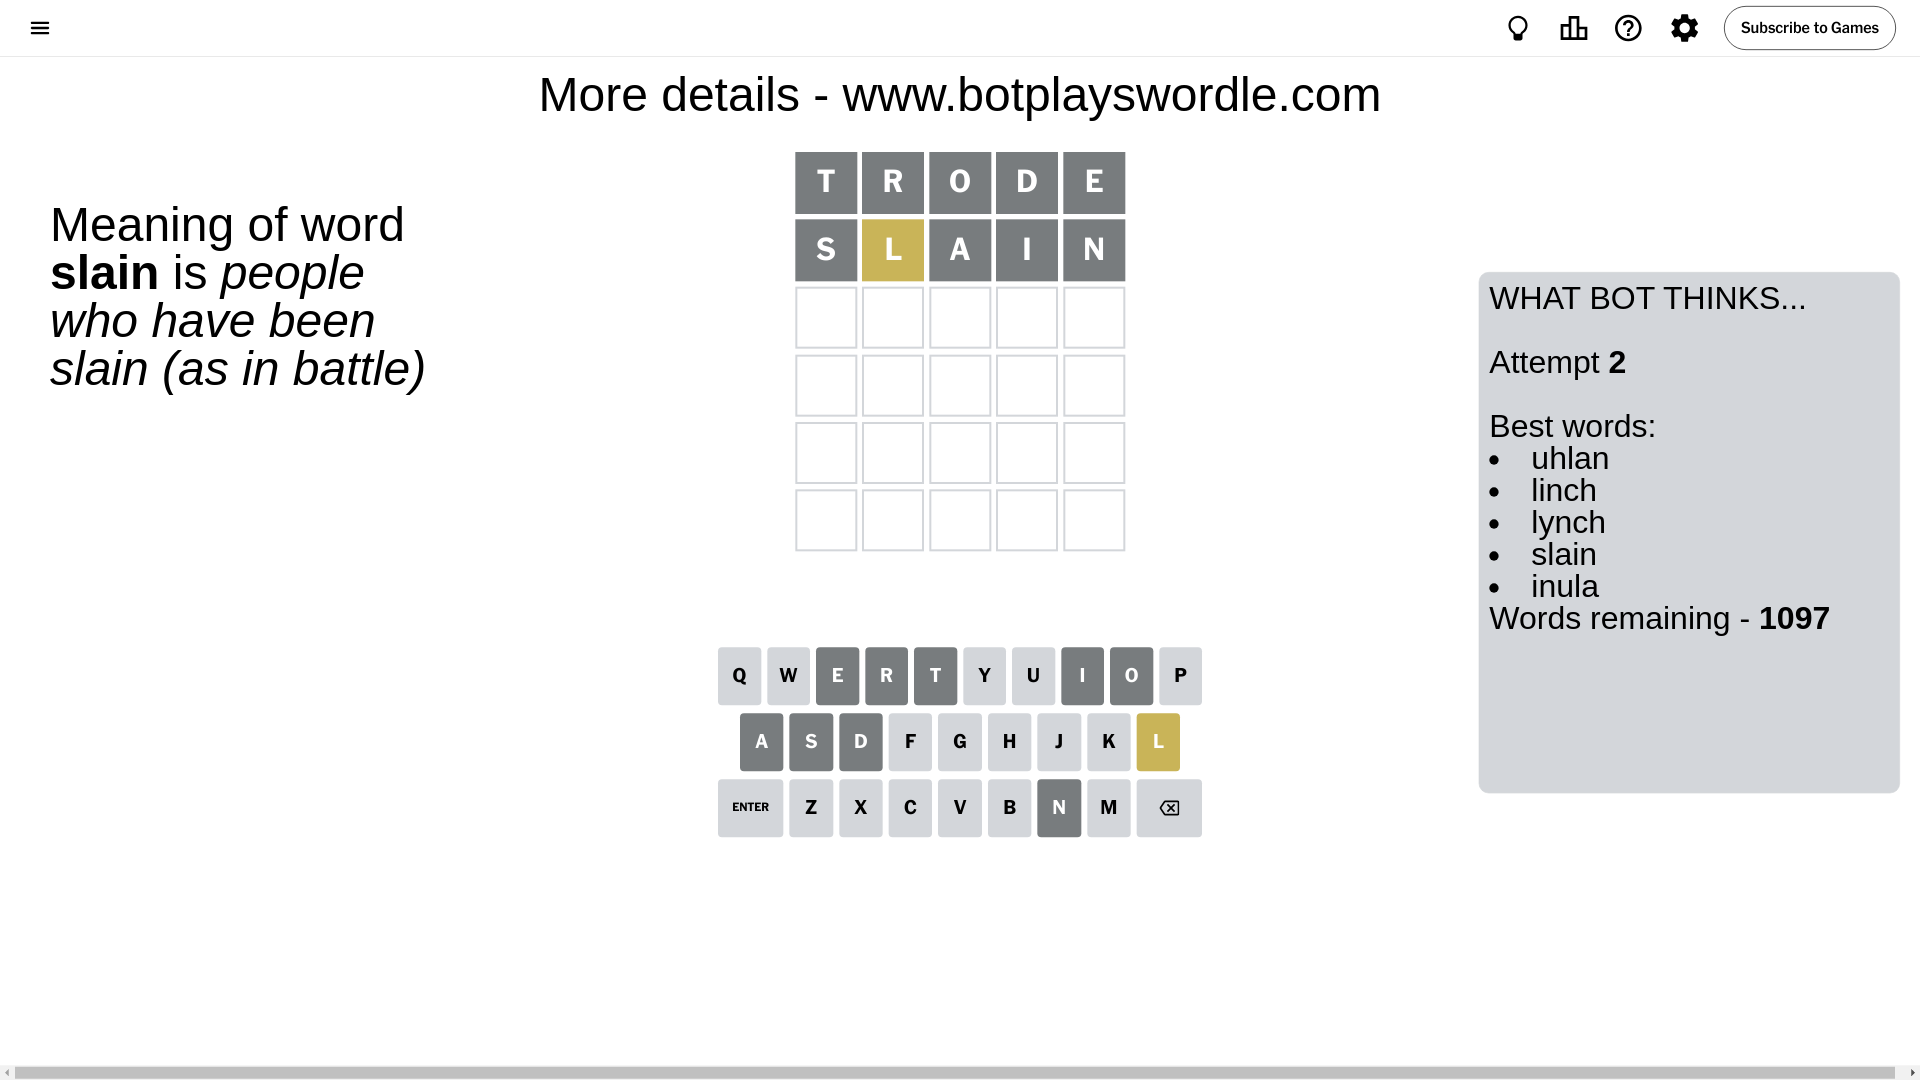 Subscribe to Games
More details - www.botplayswordle.com
Meaning of word
slain is people
who have been
slain (as in battle)
T R O D E
S L A I N
WHAT BOT THINKS...
Attempt 2
Best words:
• uhlan
• linch
• lynch
• slain
• inula
Words remaining - 1097
Q W E R T Y U I O P
A S D F G H J K L
ENTER Z X C V B N M